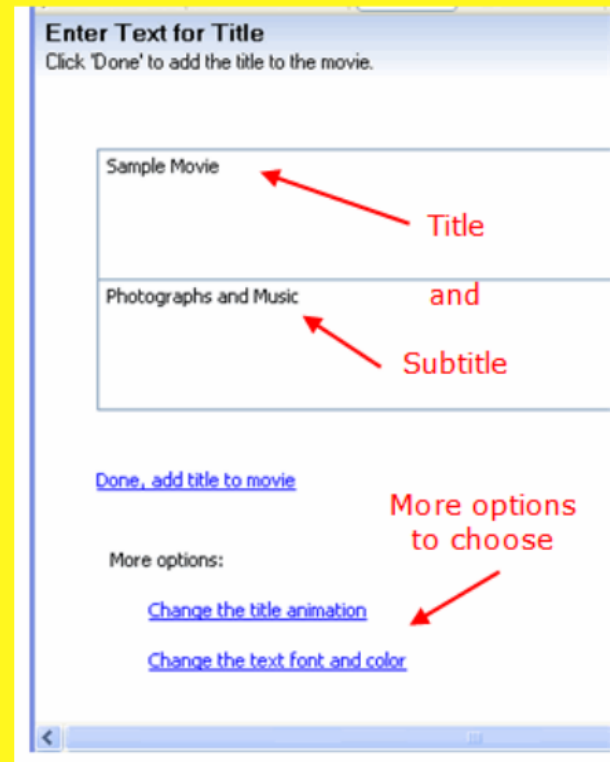 Enter Text for Title
Click 'Done' to add the title to the movie.
Sample Movie
Title
and
Photographs and Music
Subtitle
Done, add title to movie
More options
to choose
More options:
Change the title animation
Change the text font and color